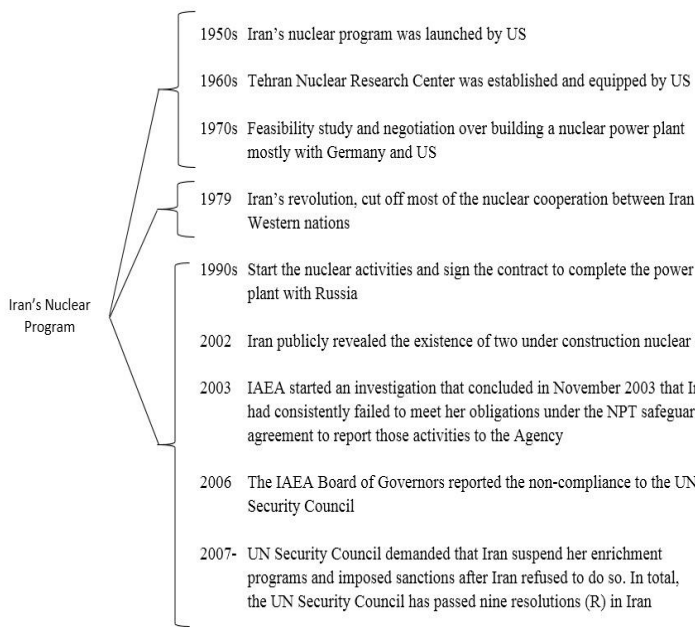 1950s Iran's nuclear program was launched by US
1960s Tehran Nuclear Research Center was established and equipped by US
1970s Feasibility study and negotiation over building a nuclear power plant
mostly with Germany and US
1979 Iran's revolution, cut off most of the nuclear cooperation between Iran
Western nations
1990s Start the nuclear activities and sign the contract to complete the power
plant with Russia
Iran's Nuclear
Program
2002 Iran publicly revealed the existence of two under construction nuclear
2003 IAEA started an investigation that concluded in November 2003 that
had consistently failed to meet her obligations under the NPT
agreement to report those activities to the Agency
2006 The IAEA Board of Governors reported the non-compliance to the UN
Security Council
2007- UN Security Council demanded that Iran suspend her enrichment
programs and imposed sanctions after Iran refused to do so. In total,
the UN Security Council has passed nine resolutions (R) in Iran